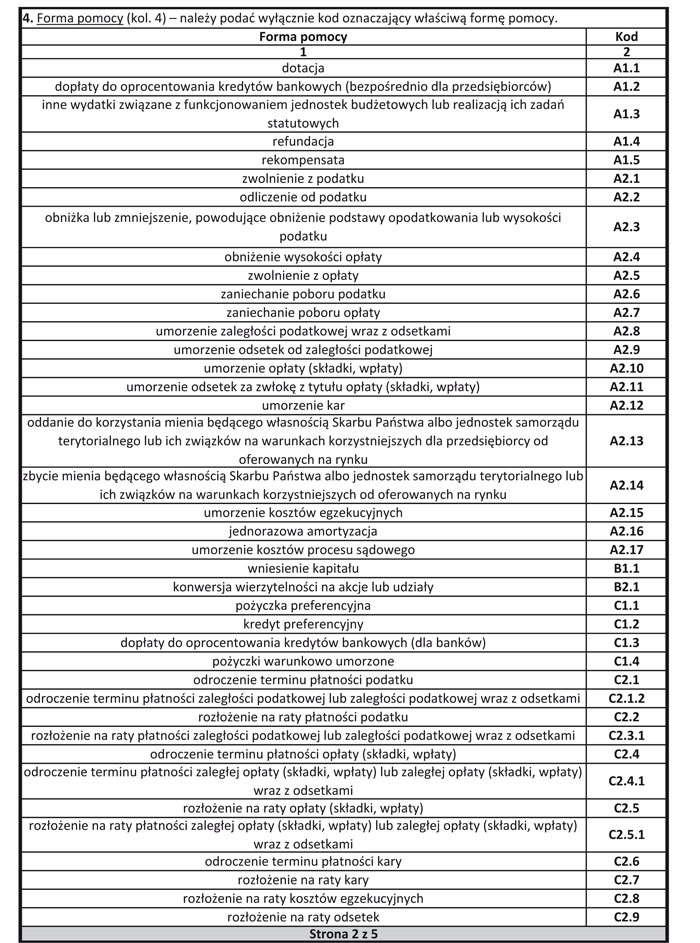 4. Forma pomocy (kol. 4) – należy podać wyłącznie kod oznaczający właściwą formę pomocy.
Forma pomocy Kod
1 2
dotacja A1.1
dopłaty do oprocentowania kredytów bankowych (bezpośrednio dla przedsiębiorców) A1.2
inne wydatki związane z funkcjonowaniem jednostek budżetowych lub realizacją ich zadań
statutowych A1.3
refundacja A1.4
rekompensata A1.5
zwolnienie z podatku A2.1
odliczenie od podatku A2.2
obniżka lub zmniejszenie, powodujące obniżenie podstawy opodatkowania lub wysokości
podatku A2.3
obniżenie wysokości opłaty A2.4
zwolnienie z opłaty A2.5
zaniechanie poboru podatku A2.6
zaniechanie poboru opłaty A2.7
umorzenie zaległości podatkowej wraz z odsetkami A2.8
umorzenie odsetek od zaległości podatkowej A2.9
umorzenie opłaty (składki, wpłaty) A2.10
umorzenie odsetek za zwłokę z tytułu opłaty (składki, wpłaty) A2.11
umorzenie kar A2.12
oddanie do korzystania mienia będącego własnością Skarbu Państwa albo jednostek samorządu
terytorialnego lub ich związków na warunkach korzystniejszych dla przedsiębiorcy od
oferowanych na rynku A2.13
zbycie mienia będącego własnością Skarbu Państwa albo jednostek samorządu terytorialnego lub
ich związków na warunkach korzystniejszych od oferowanych na rynku A2.14
umorzenie kosztów egzekucyjnych A2.15
jednorazowa amortyzacja A2.16
umorzenie kosztów procesu sądowego A2.17
wniesienie kapitału B1.1
konwersja wierzytelności na akcje lub udziały B2.1
pożyczka preferencyjna C1.1
kredyt preferencyjny C1.2
dopłaty do oprocentowania kredytów bankowych (dla banków) C1.3
pożyczki warunkowo umorzone C1.4
odroczenie terminu płatności podatku C2.1
odroczenie terminu płatności zaległości podatkowej lub zaległości podatkowej wraz z odsetkami C2.1.2
rozłożenie na raty płatności podatku C2.2
rozłożenie na raty płatności zaległości podatkowej lub zaległości podatkowej wraz z odsetkami C2.3.1
odroczenie terminu płatności opłaty (składki, wpłaty) C2.4
odroczenie terminu płatności zaległej opłaty (składki, wpłaty) lub zaległej opłaty (składki, wpłaty)
wraz z odsetkami C2.4.1
rozłożenie na raty opłaty (składki, wpłaty) C2.5
rozłożenie na raty płatności zaległej opłaty (składki, wpłaty) lub zaległej opłaty (składki, wpłaty)
wraz z odsetkami C2.5.1
odroczenie terminu płatności kary C2.6
rozłożenie na raty kary C2.7
rozłożenie na raty kosztów egzekucyjnych C2.8
rozłożenie na raty odsetek C2.9
Strona 2 z 5